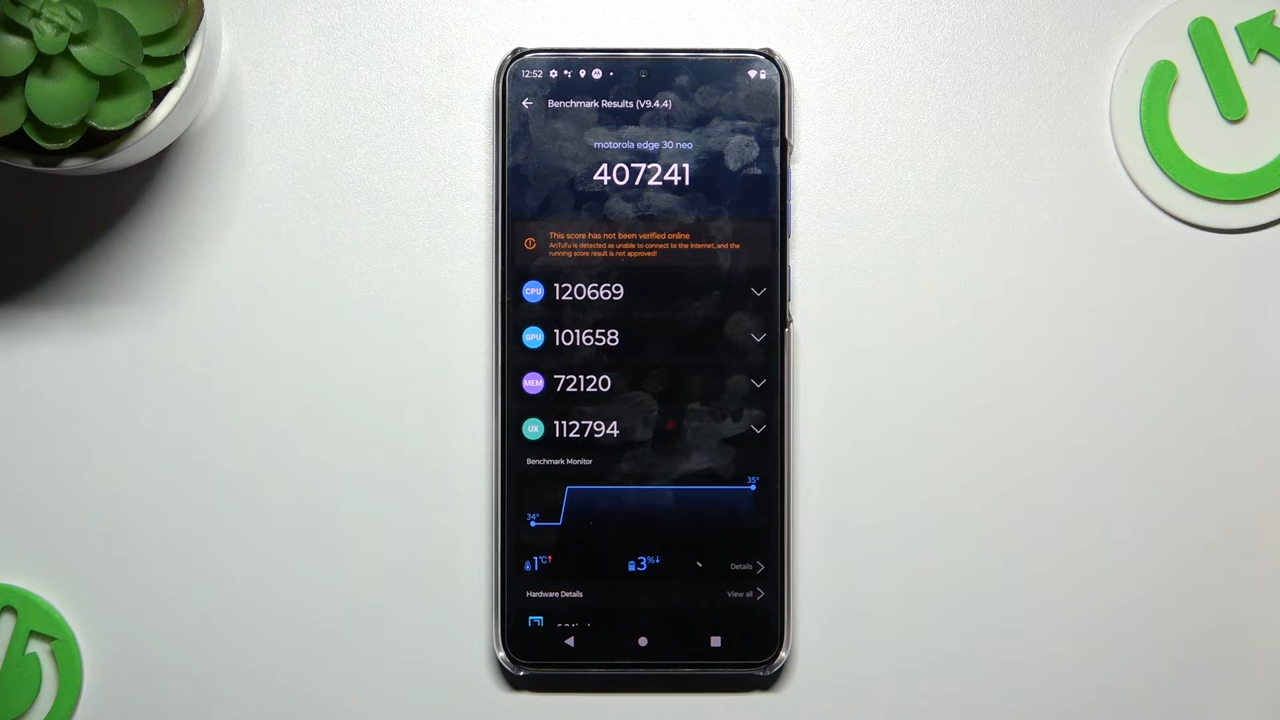 12:52
Benchmark Results (V9.4.4)
motorola edge 30 neo
407241
This score has not been verified online
AnTuTu is detected as unable to connect to the Internet, and the
running score result is not approved!
CPU 120669
GPU 101658
MEM 72120
UX 112794
Benchmark Monitor
35°
34°
1°C 3% Details
Hardware Details View all